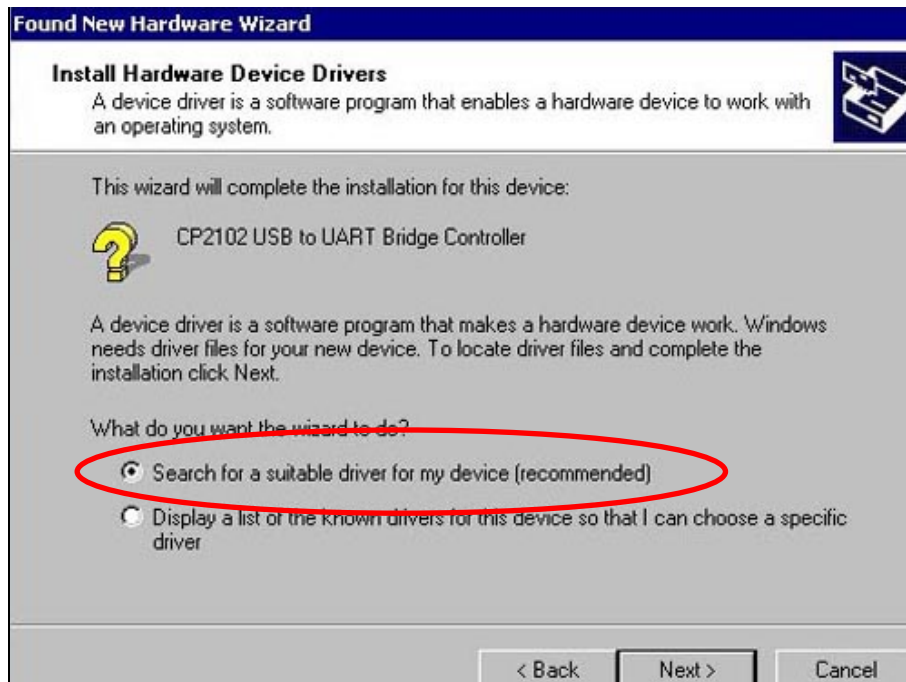 Found New Hardware Wizard
Install Hardware Device Drivers
A device driver is a software program that enables a hardware device to work with
an operating system.
This wizard will complete the installation for this device:
CP2102 USB to UART Bridge Controller
A device driver is a software program that makes a hardware device work. Windows
needs driver files for your new device. To locate driver files and complete the
installation click Next.
What do you want the wizard to do?
Search for a suitable driver for my device (recommended)
Display a list of the known drivers for this device so that I can choose a specific
driver
< Back Next > Cancel